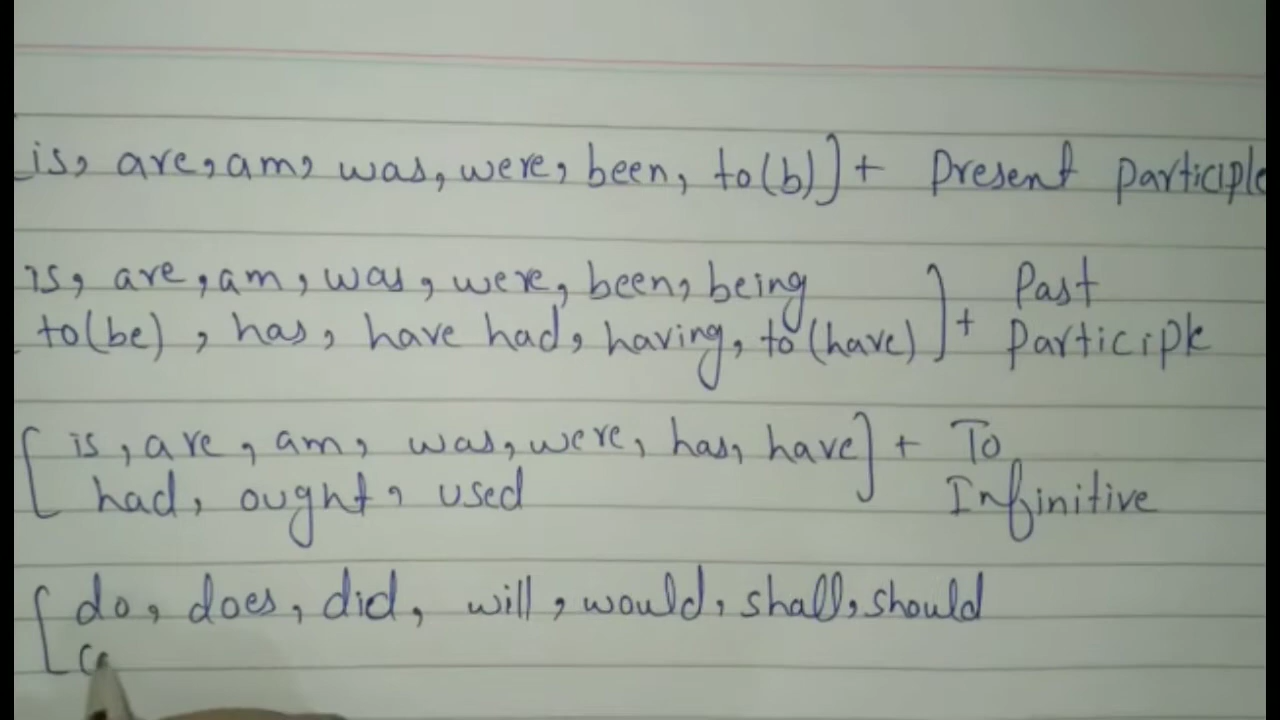 [is, are, am, was, were, been, to(b)] + Present participle
is, are, am, was, were, been, being ] + Past
to(be), has, have had, having, to(have) Participle
[ is, are, am, was, were, has, have] + To
had, ought, used Infinitive
[ do, does, did, will, would, shall, should